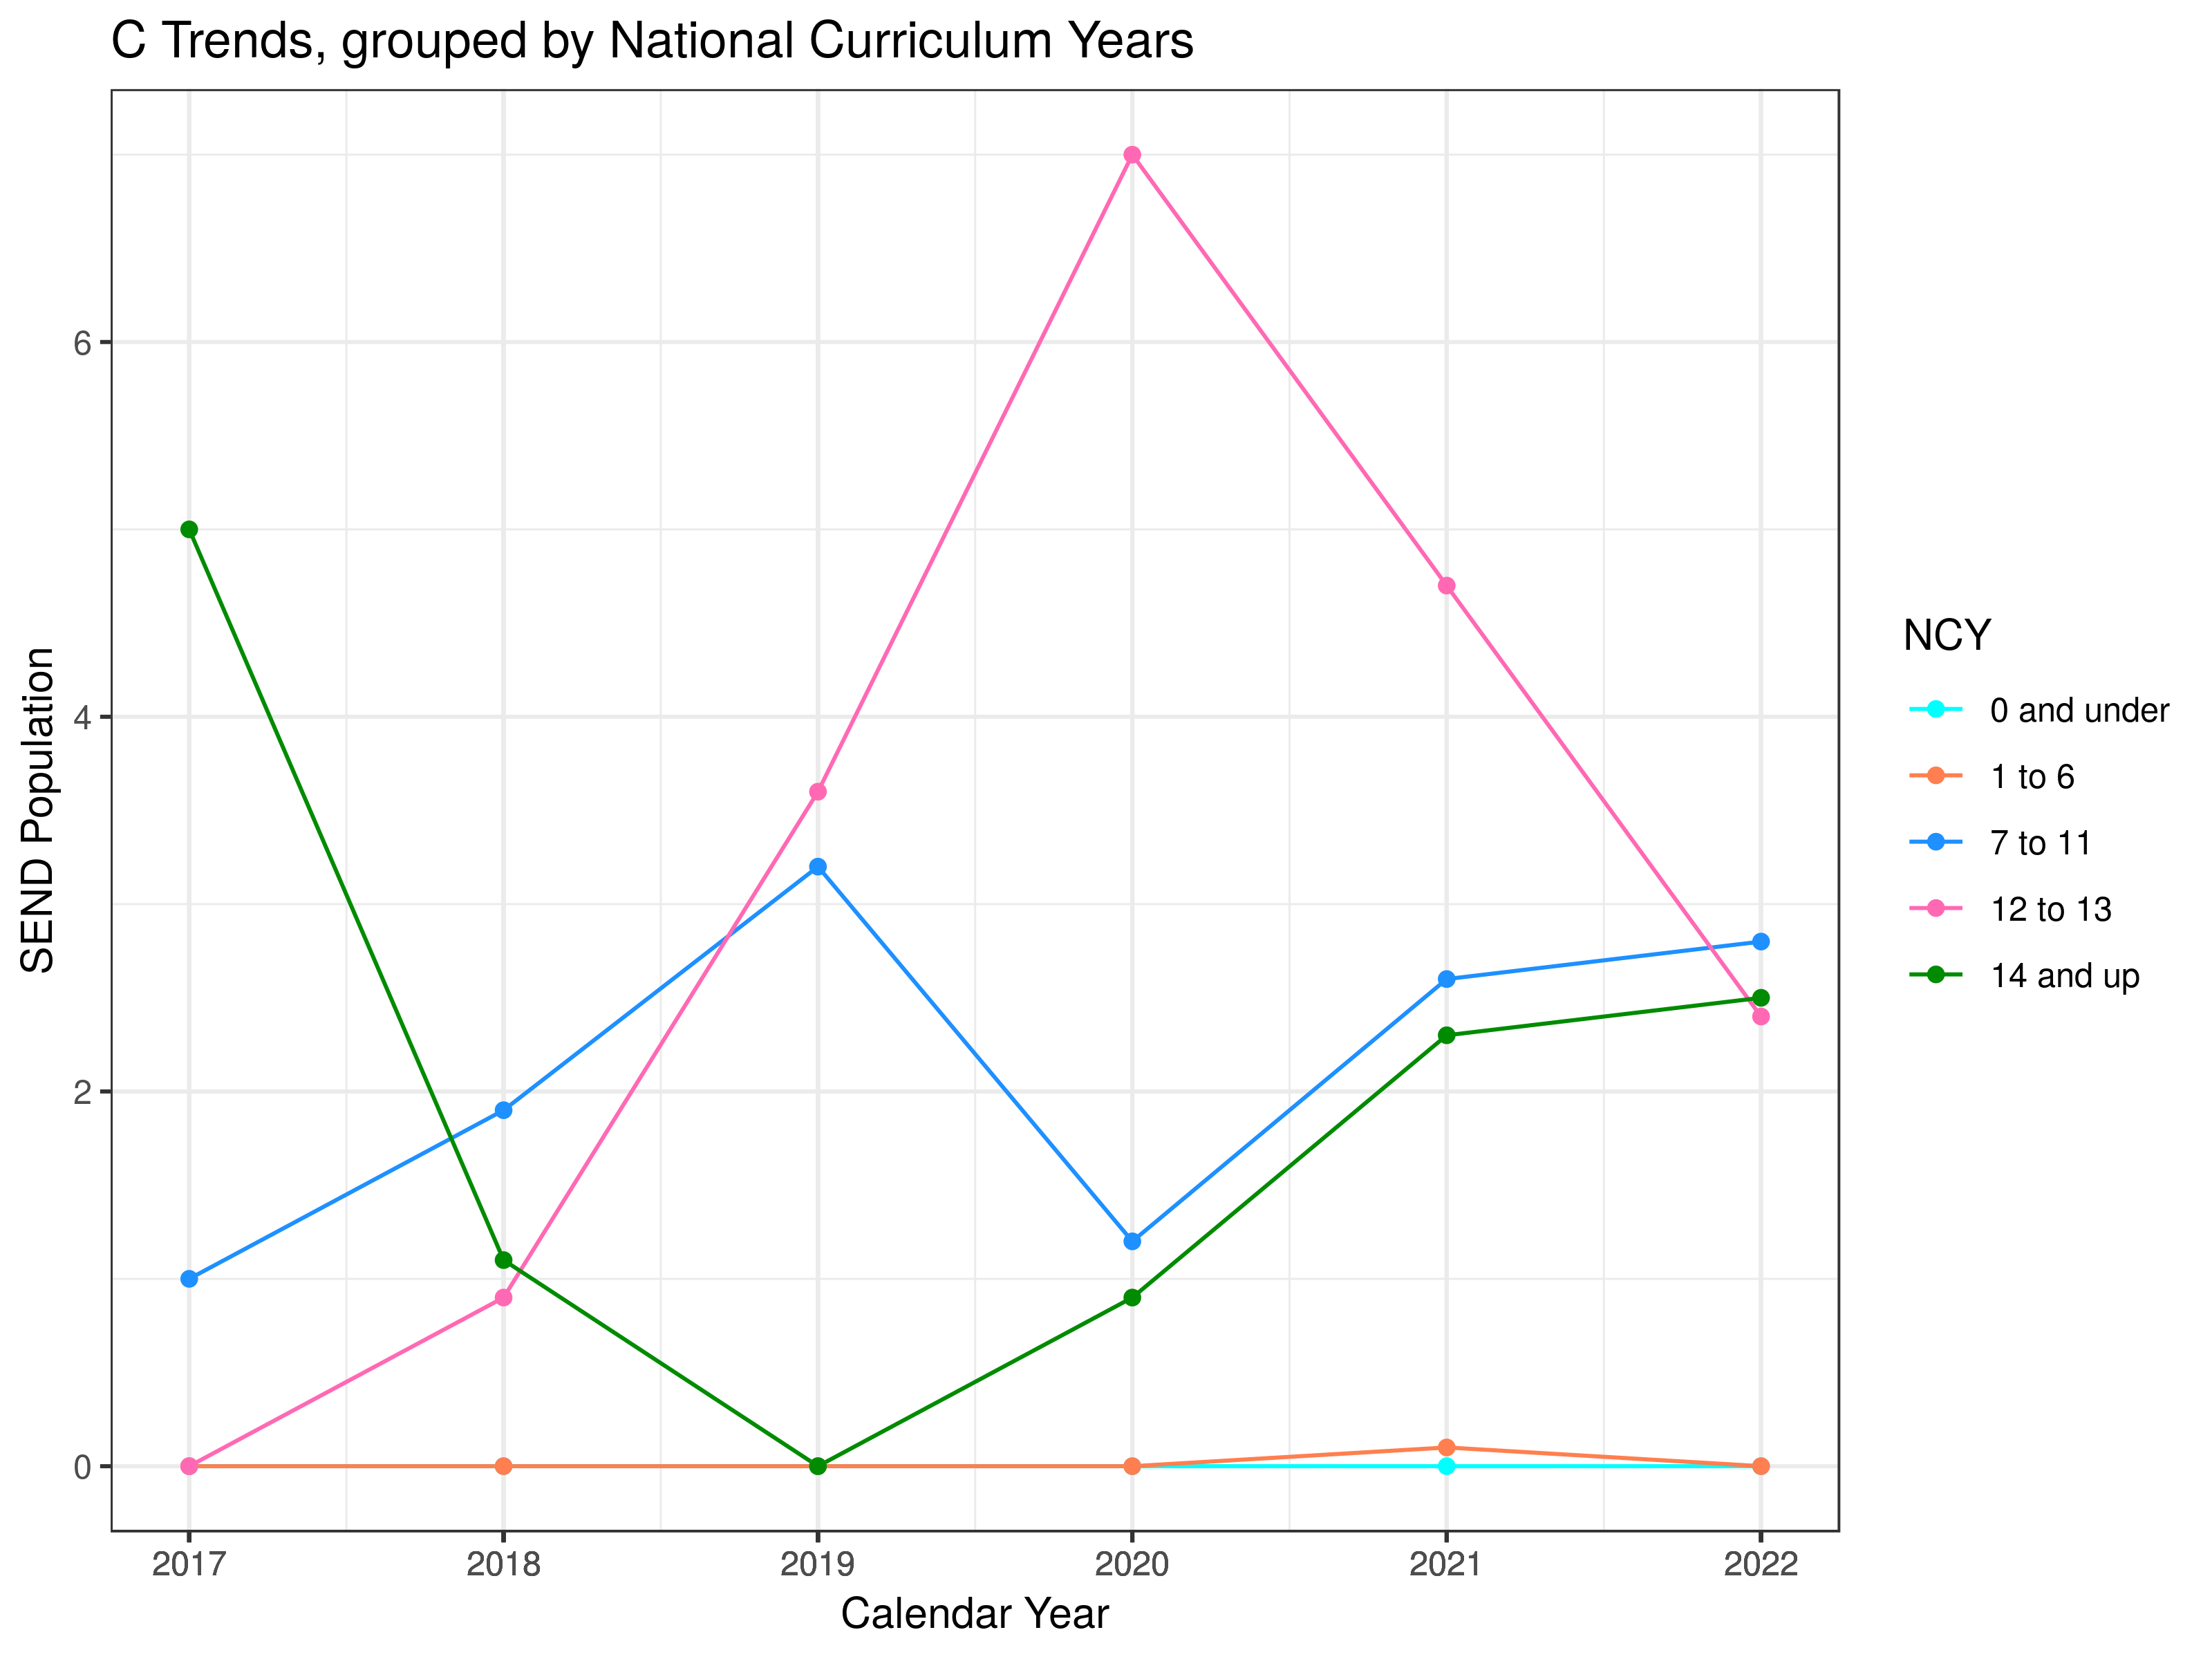 C Trends, grouped by National Curriculum Years
SEND Population
6
4
2
0
2017 2018 2019 2020 2021 2022
Calendar Year
NCY
0 and under
1 to 6
7 to 11
12 to 13
14 and up